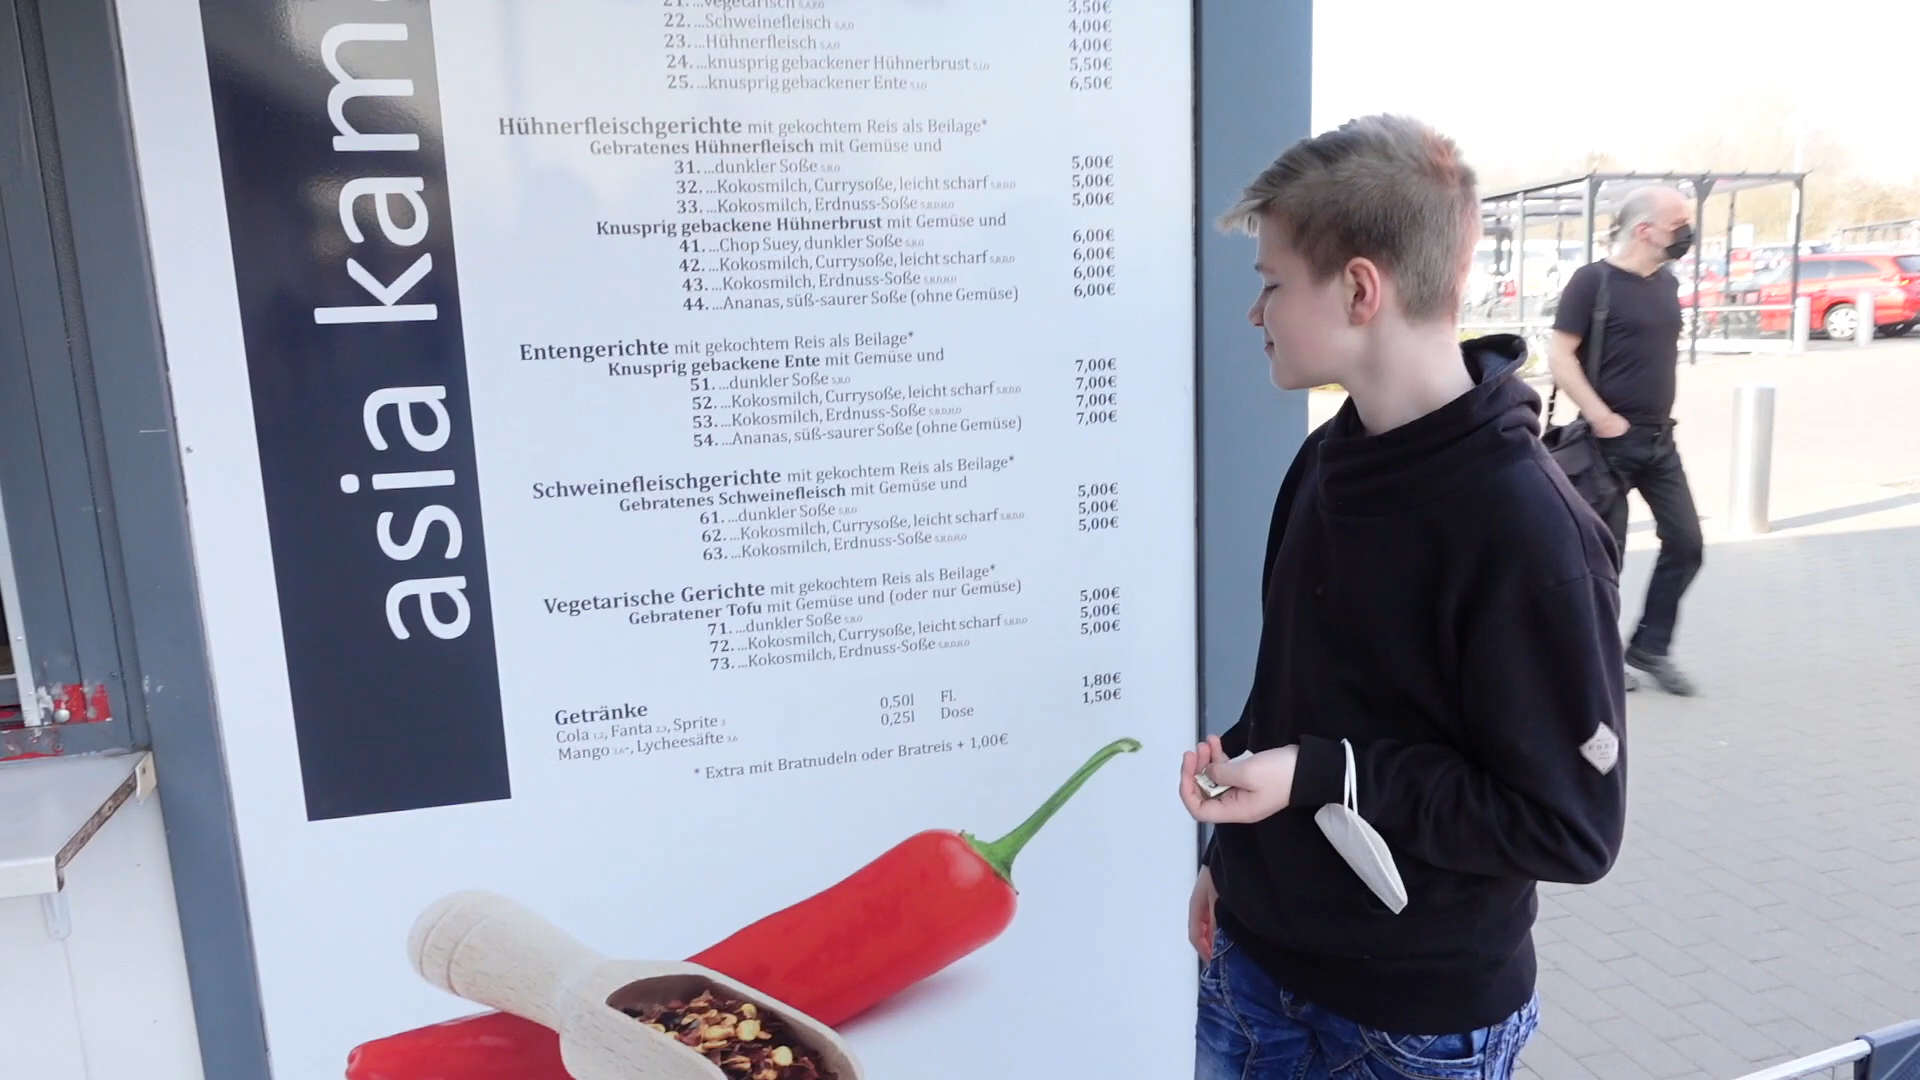 asia kam
21. ...vegetarisch 3,50€
22. ...Schweinefleisch 4,00€
23. ...Hühnerfleisch 4,00€
24. ...knusprig gebackener Hühnerbrust 5,50€
25. ...knusprig gebackener Ente 6,50€
Hühnerfleischgerichte mit gekochtem Reis als Beilage*
Gebratenes Hühnerfleisch mit Gemüse und
31. ...dunkler Soße 5,00€
32. ...Kokosmilch, Currysoße, leicht scharf 5,00€
33. ...Kokosmilch, Erdnuss-Soße 5,00€
Knusprig gebackene Hühnerbrust mit Gemüse und
41. ...Chop Suey, dunkler Soße 6,00€
42. ...Kokosmilch, Currysoße, leicht scharf 6,00€
43. ...Kokosmilch, Erdnuss-Soße 6,00€
44. ...Ananas, süß-saurer Soße (ohne Gemüse) 6,00€
Entengerichte mit gekochtem Reis als Beilage*
Knusprig gebackene Ente mit Gemüse und
51. ...dunkler Soße 7,00€
52. ...Kokosmilch, Currysoße, leicht scharf 7,00€
53. ...Kokosmilch, Erdnuss-Soße 7,00€
54. ...Ananas, süß-saurer Soße (ohne Gemüse) 7,00€
Schweinefleischgerichte mit gekochtem Reis als Beilage*
Gebratenes Schweinefleisch mit Gemüse und
61. ...dunkler Soße 5,00€
62. ...Kokosmilch, Currysoße, leicht scharf 5,00€
63. ...Kokosmilch, Erdnuss-Soße 5,00€
Vegetarische Gerichte mit gekochtem Reis als Beilage*
Gebratener Tofu mit Gemüse und (oder nur Gemüse)
71. ...dunkler Soße 5,00€
72. ...Kokosmilch, Currysoße, leicht scharf 5,00€
73. ...Kokosmilch, Erdnuss-Soße 5,00€
Getränke
Cola, Fanta, Sprite 0,50l Fl. 1,80€
Mango-, Lycheesäfte 0,25l Dose 1,50€
* Extra mit Bratnudeln oder Bratreis + 1,00€